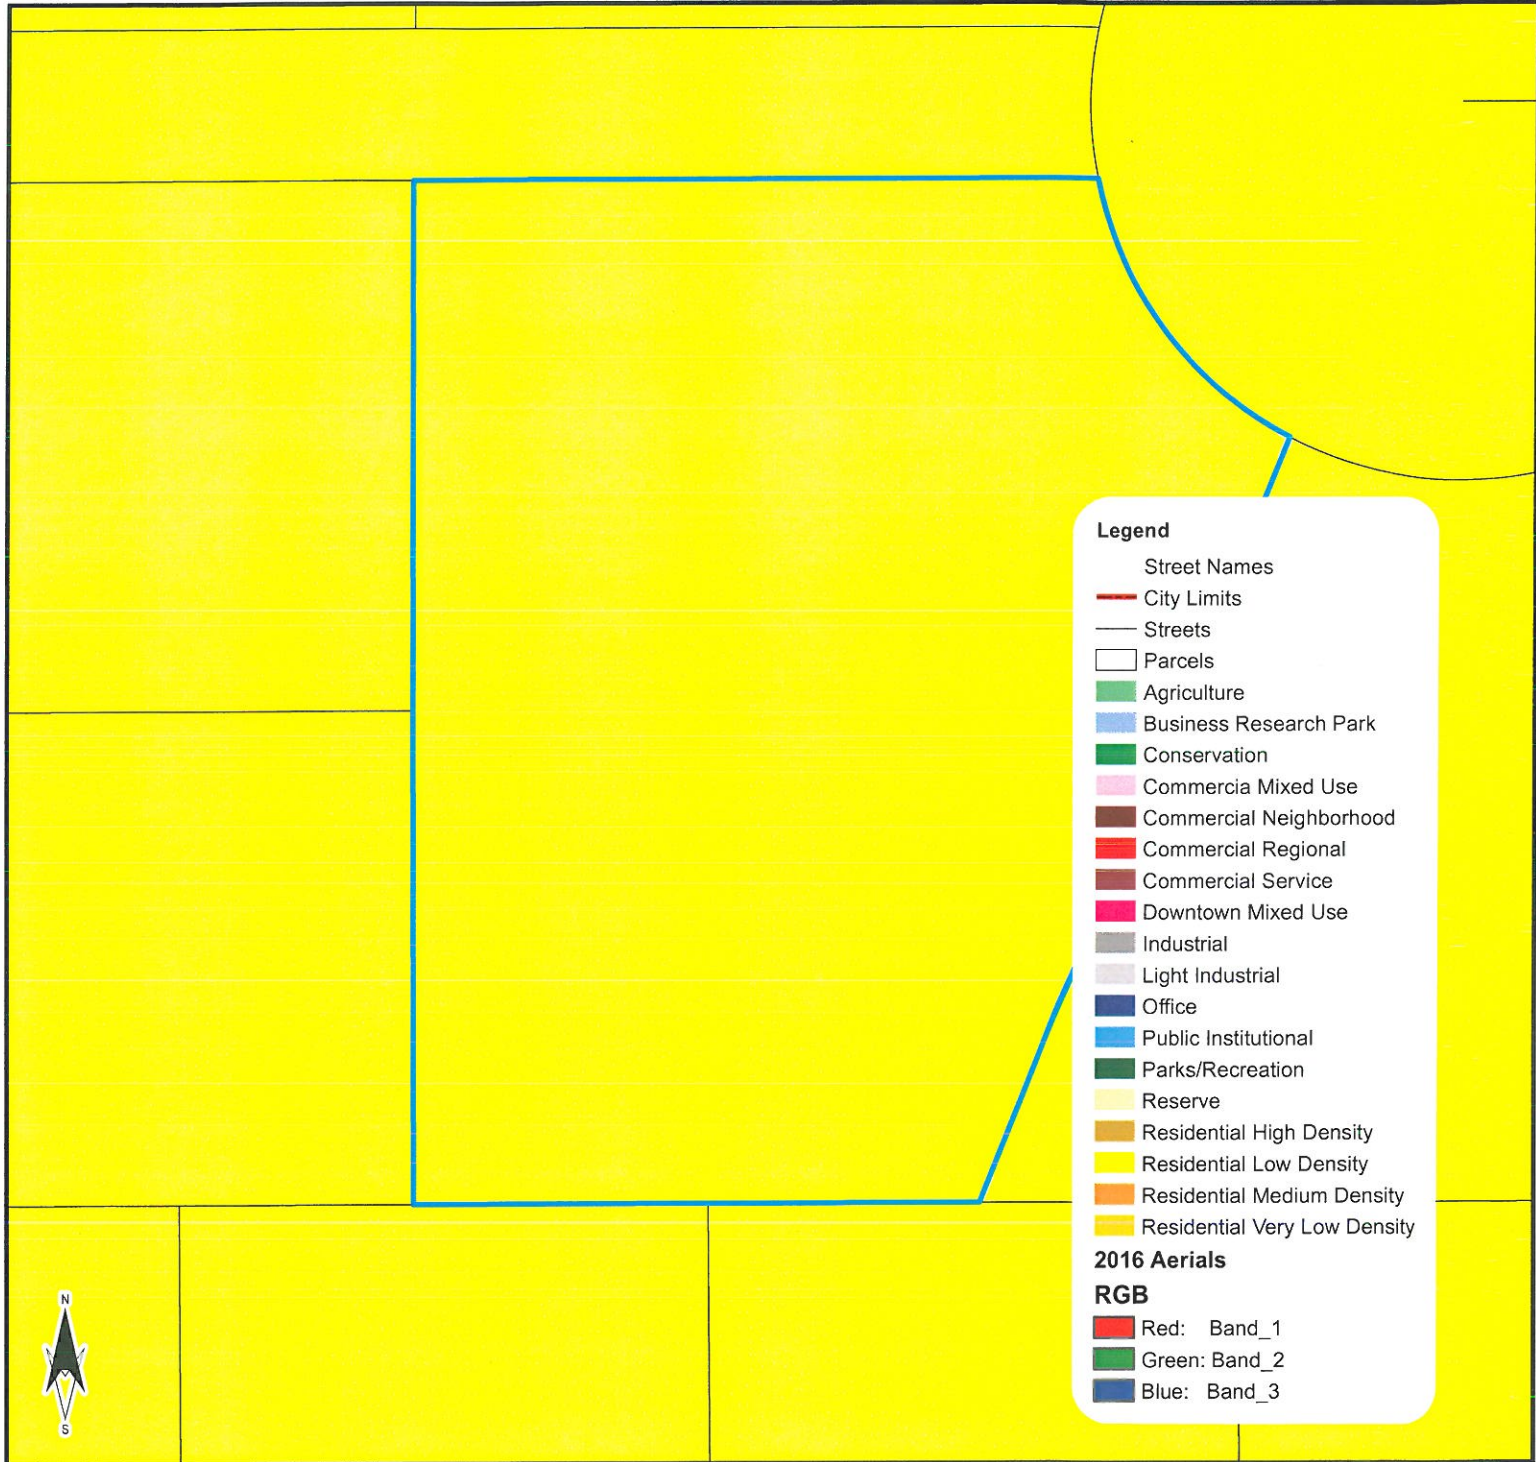 Legend
Street Names
City Limits
Streets
Parcels
Agriculture
Business Research Park
Conservation
Commercia Mixed Use
Commercial Neighborhood
Commercial Regional
Commercial Service
Downtown Mixed Use
Industrial
Light Industrial
Office
Public Institutional
Parks/Recreation
Reserve
Residential High Density
Residential Low Density
Residential Medium Density
Residential Very Low Density
2016 Aerials
RGB
Red: Band_1
Green: Band_2
Blue: Band_3
N
S